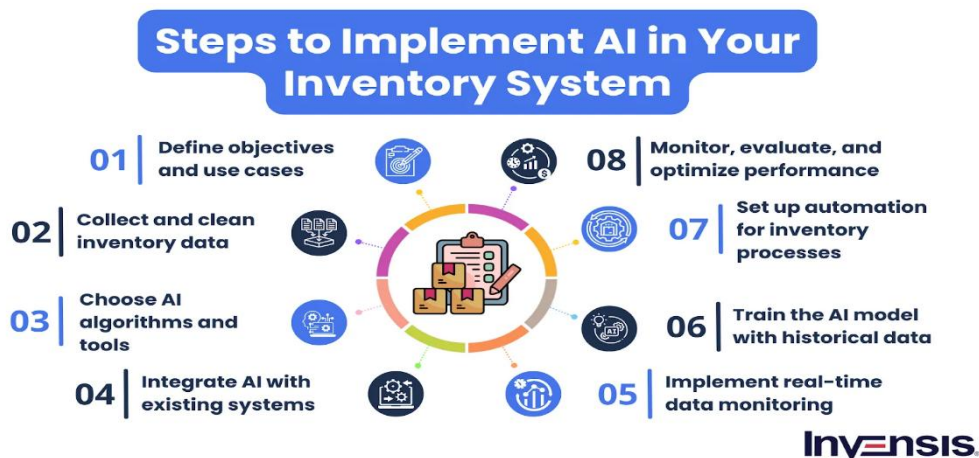 Steps to Implement AI in Your
Inventory System
01
Define objectives
and use cases
02
Collect and clean
inventory data
03
Choose AI
algorithms and
tools
04
Integrate AI with
existing systems
05
Implement real-time
data monitoring
06
Train the AI model
with historical data
07
Set up automation
for inventory
processes
08
Monitor, evaluate, and
optimize performance
AI
$
Invensis